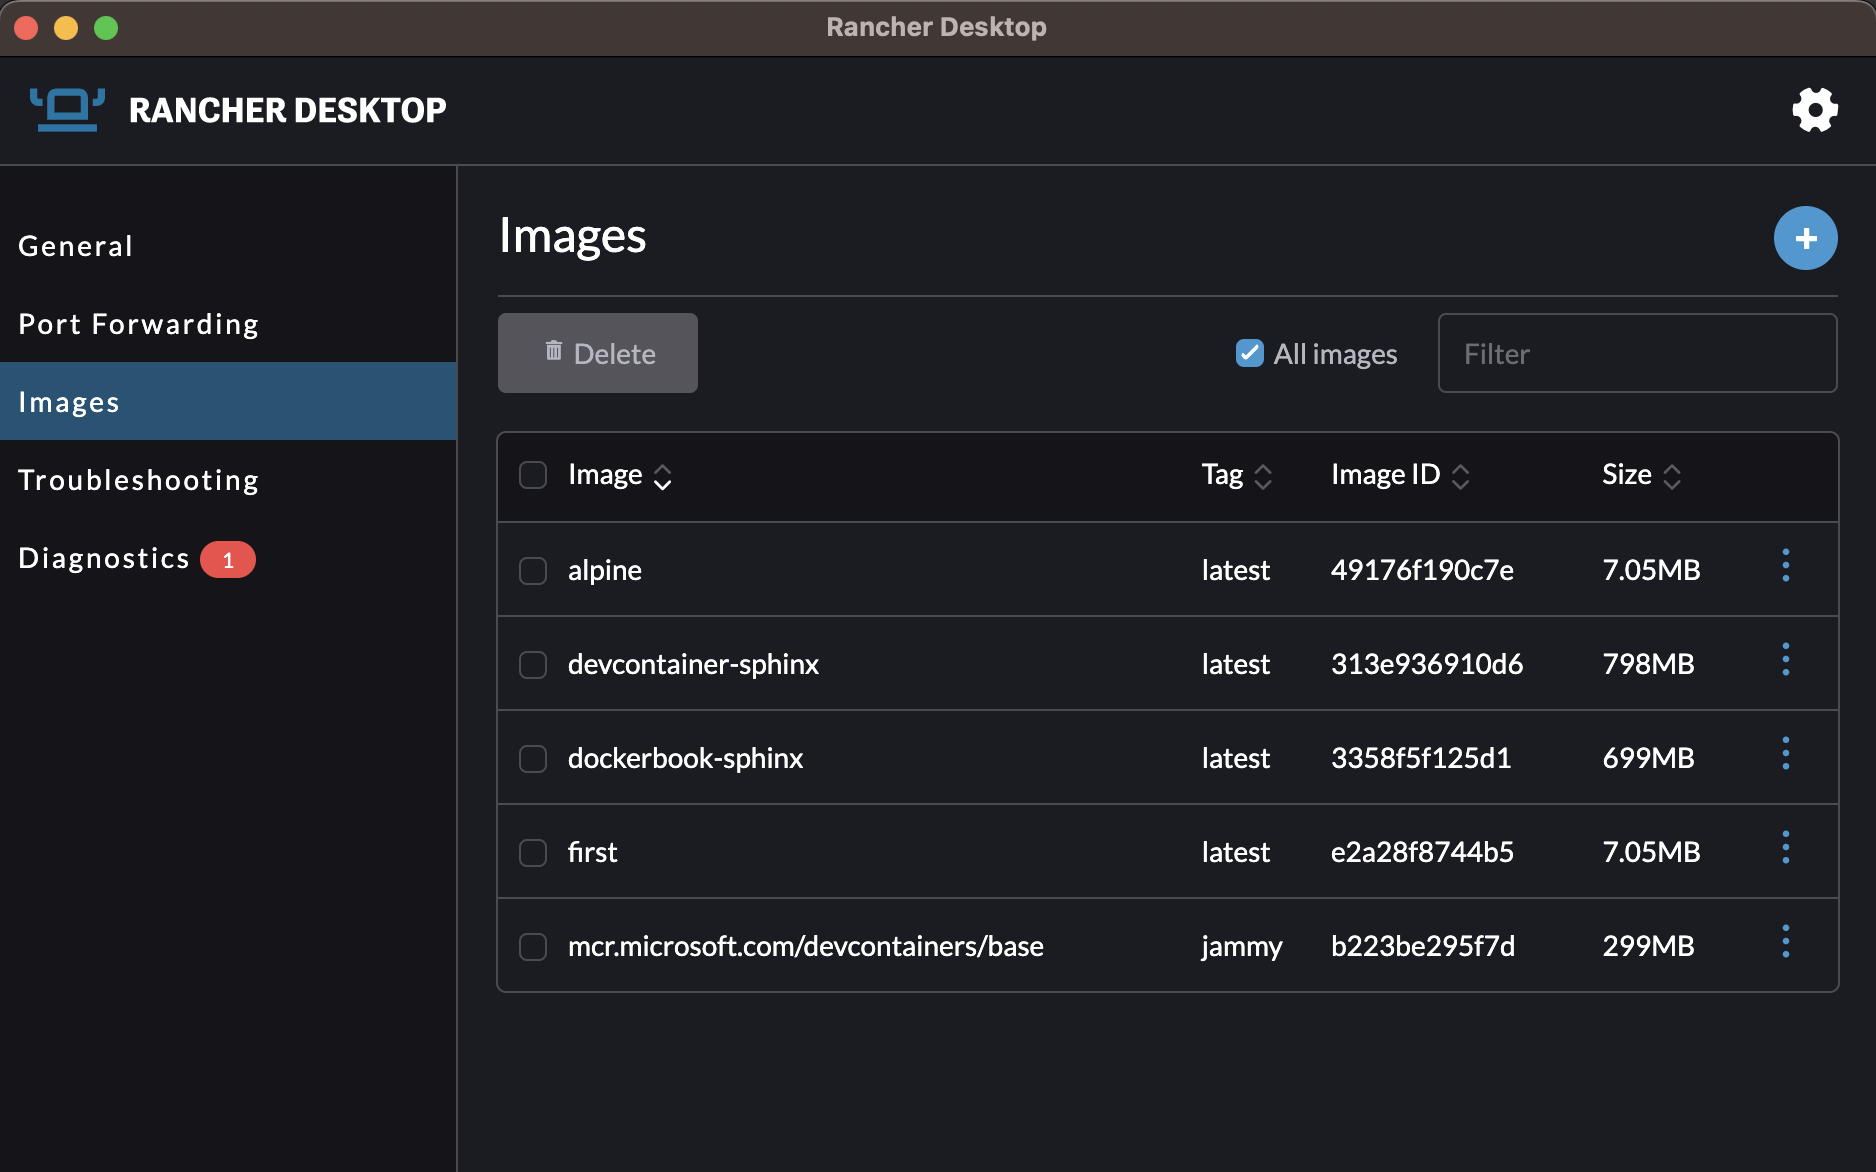 Rancher Desktop
RANCHER DESKTOP
General
Port Forwarding
Images
Troubleshooting
Diagnostics 1
Images
Delete All images Filter
Image Tag Image ID Size
alpine latest 49176f190c7e 7.05MB
devcontainer-sphinx latest 313e936910d6 798MB
dockerbook-sphinx latest 3358f5f125d1 699MB
first latest e2a28f8744b5 7.05MB
mcr.microsoft.com/devcontainers/base jammy b223be295f7d 299MB